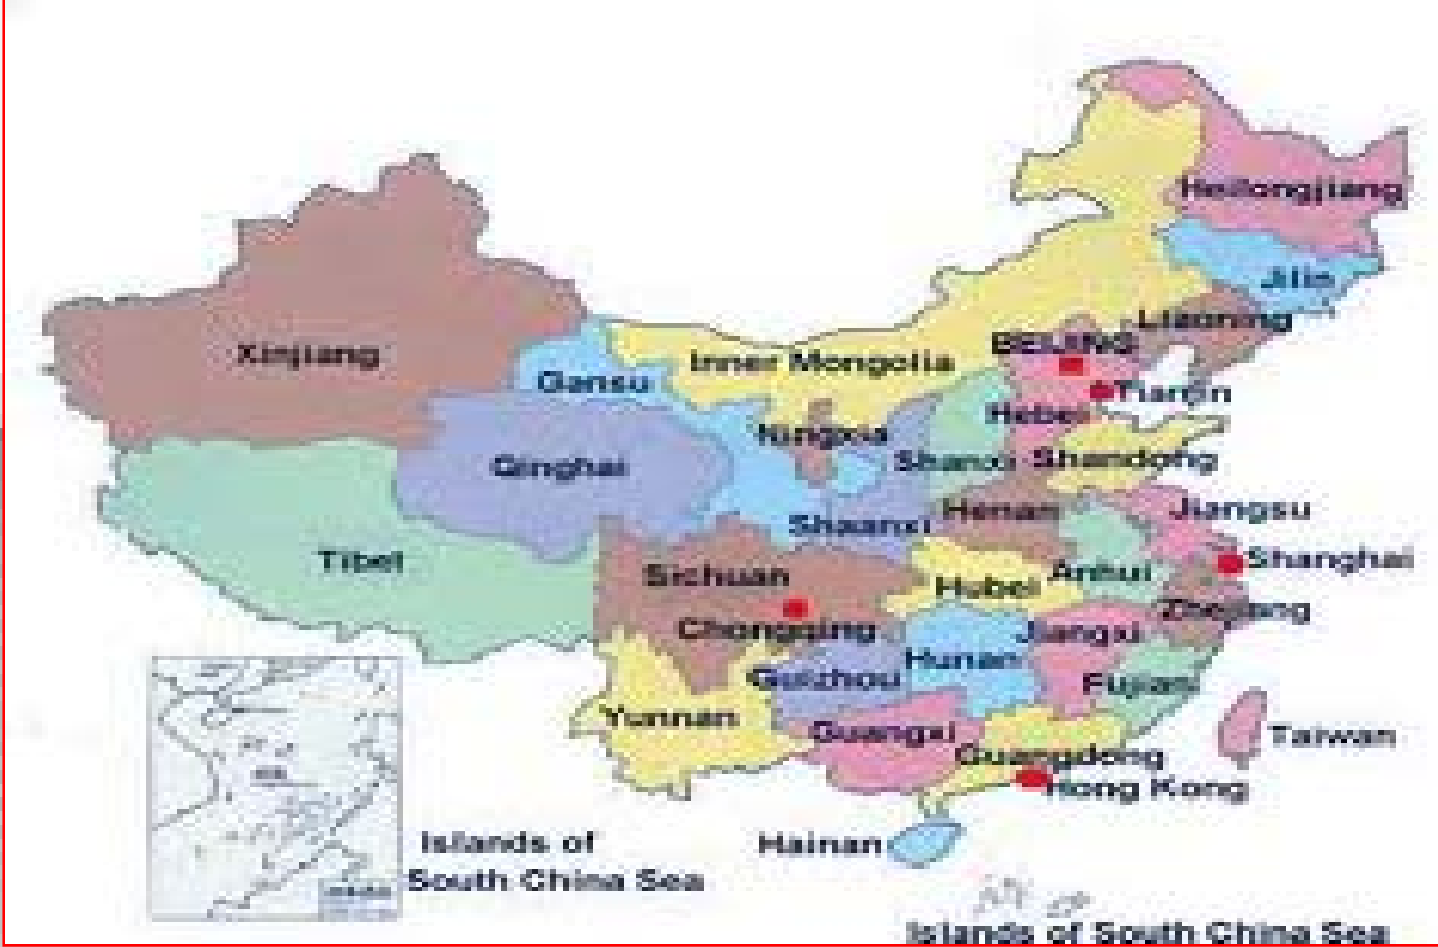 Heilongjiang
Jilin
Liaoning
BEIJING
Xinjiang
Inner Mongolia
Gansu
Tianjin
Hebei
Ningxia
Qinghai
Shanxi
Shandong
Henan
Jiangsu
Shaanxi
Tibet
Shanghai
Sichuan
Anhui
Hubei
Zhejiang
Chongqing
Jiangxi
Hunan
Guizhou
Fujian
Yunnan
Guangxi
Taiwan
Guangdong
Hong Kong
Hainan
Islands of
South China Sea
Islands of South China Sea